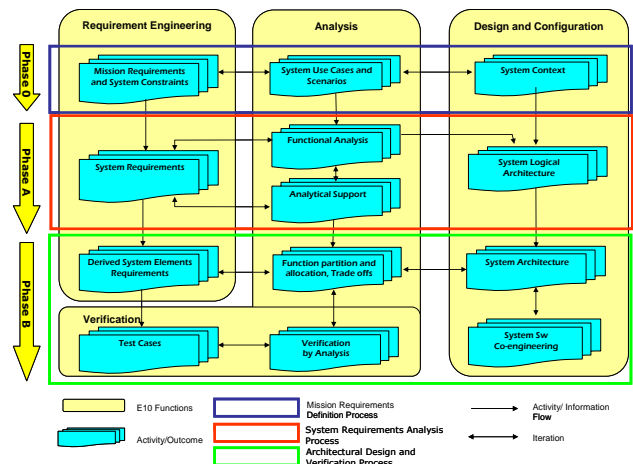 Requirement Engineering
Analysis
Design and Configuration
Phase 0
Mission Requirements
and System Constraints
System Use Cases and
Scenarios
System Context
Phase A
System Requirements
Functional Analysis
Analytical Support
System Logical
Architecture
Phase B
Derived System Elements
Requirements
Function partition and
allocation, Trade offs
System Architecture
Verification
Test Cases
Verification
by Analysis
System Sw
Co-engineering
E10 Functions
Activity/Outcome
Mission Requirements
Definition Process
System Requirements Analysis
Process
Architectural Design and
Verification Process
Activity/ Information
Flow
Iteration